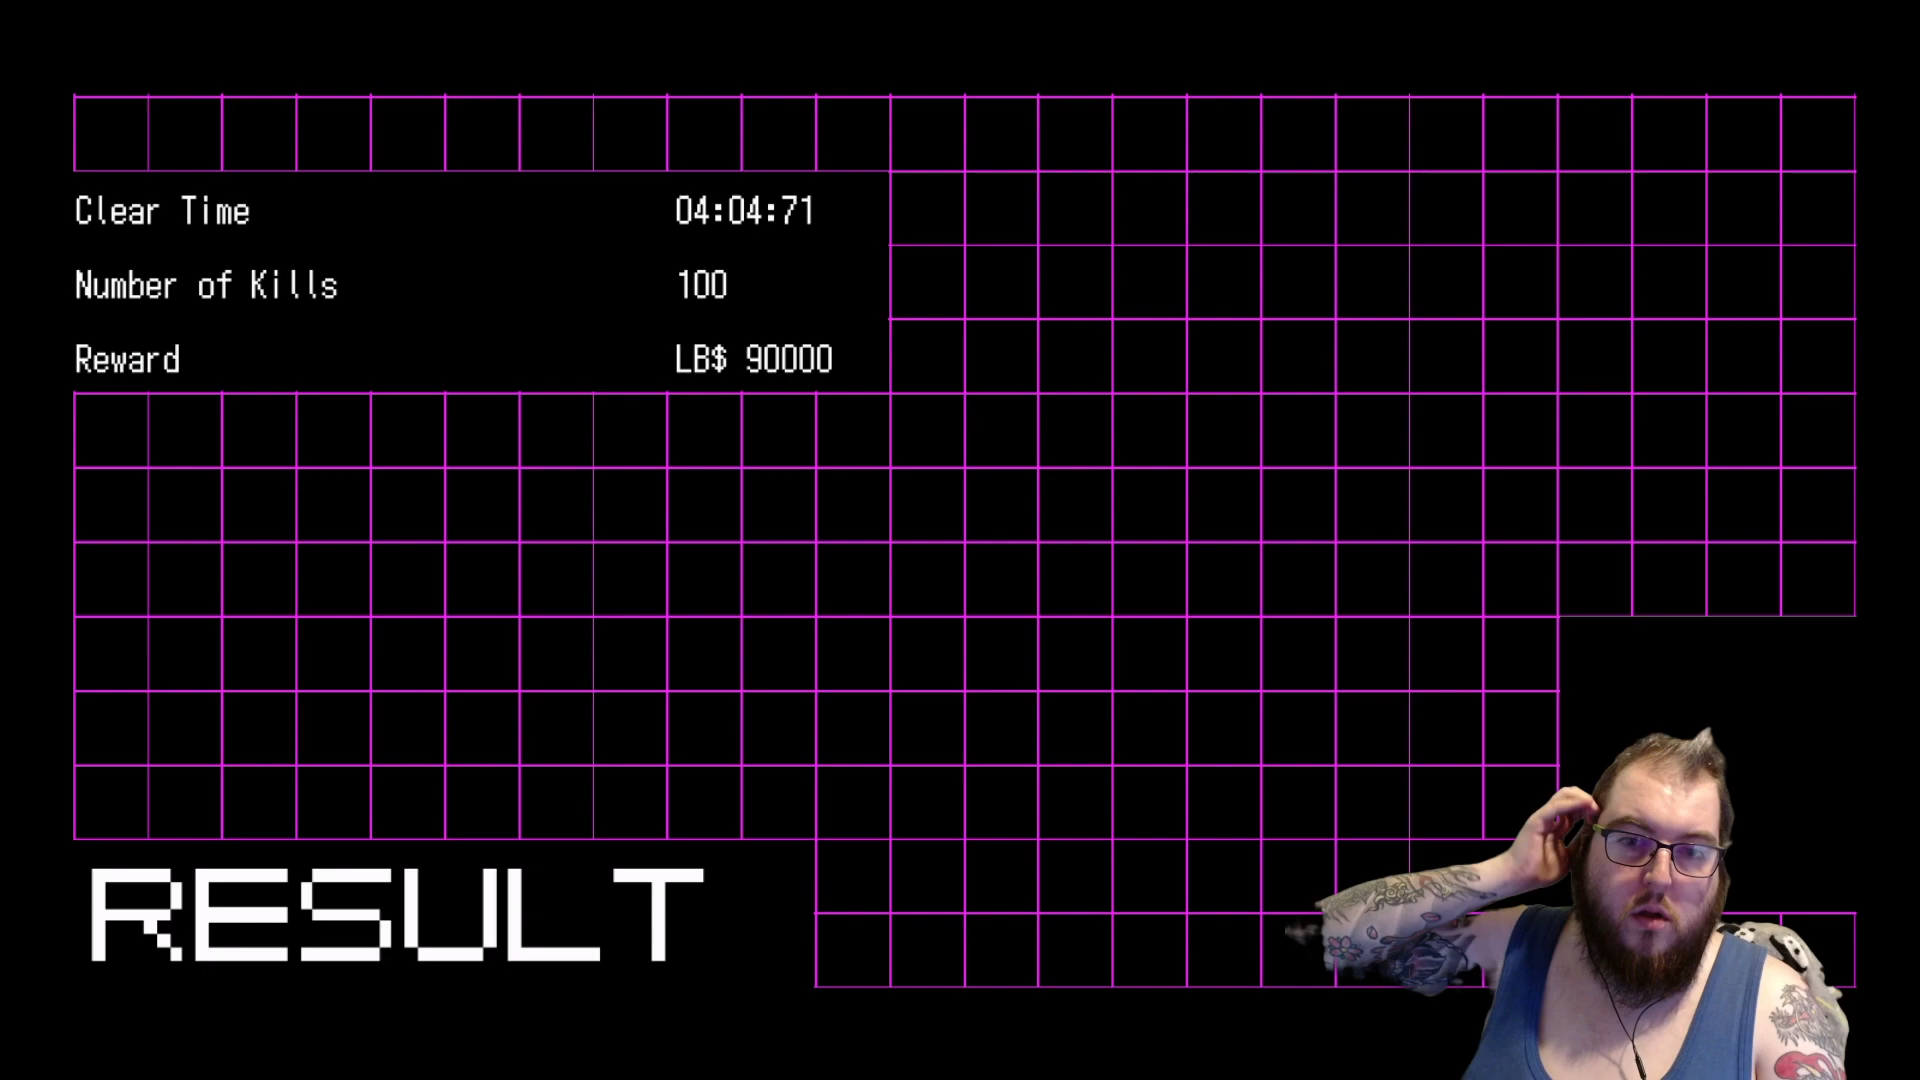 Clear Time 04:04:71
Number of Kills 100
Reward LB$ 90000
RESULT